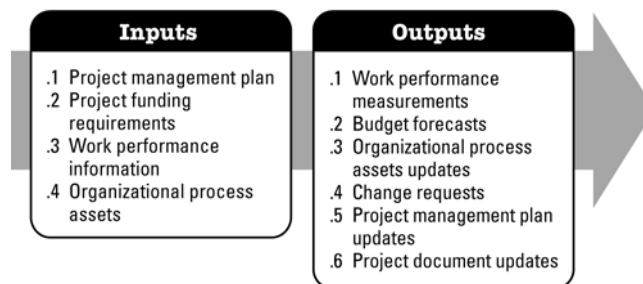 Inputs
.1 Project management plan
.2 Project funding
requirements
.3 Work performance
information
.4 Organizational process
assets
Outputs
.1 Work performance
measurements
.2 Budget forecasts
.3 Organizational process
assets updates
.4 Change requests
.5 Project management plan
updates
.6 Project document updates